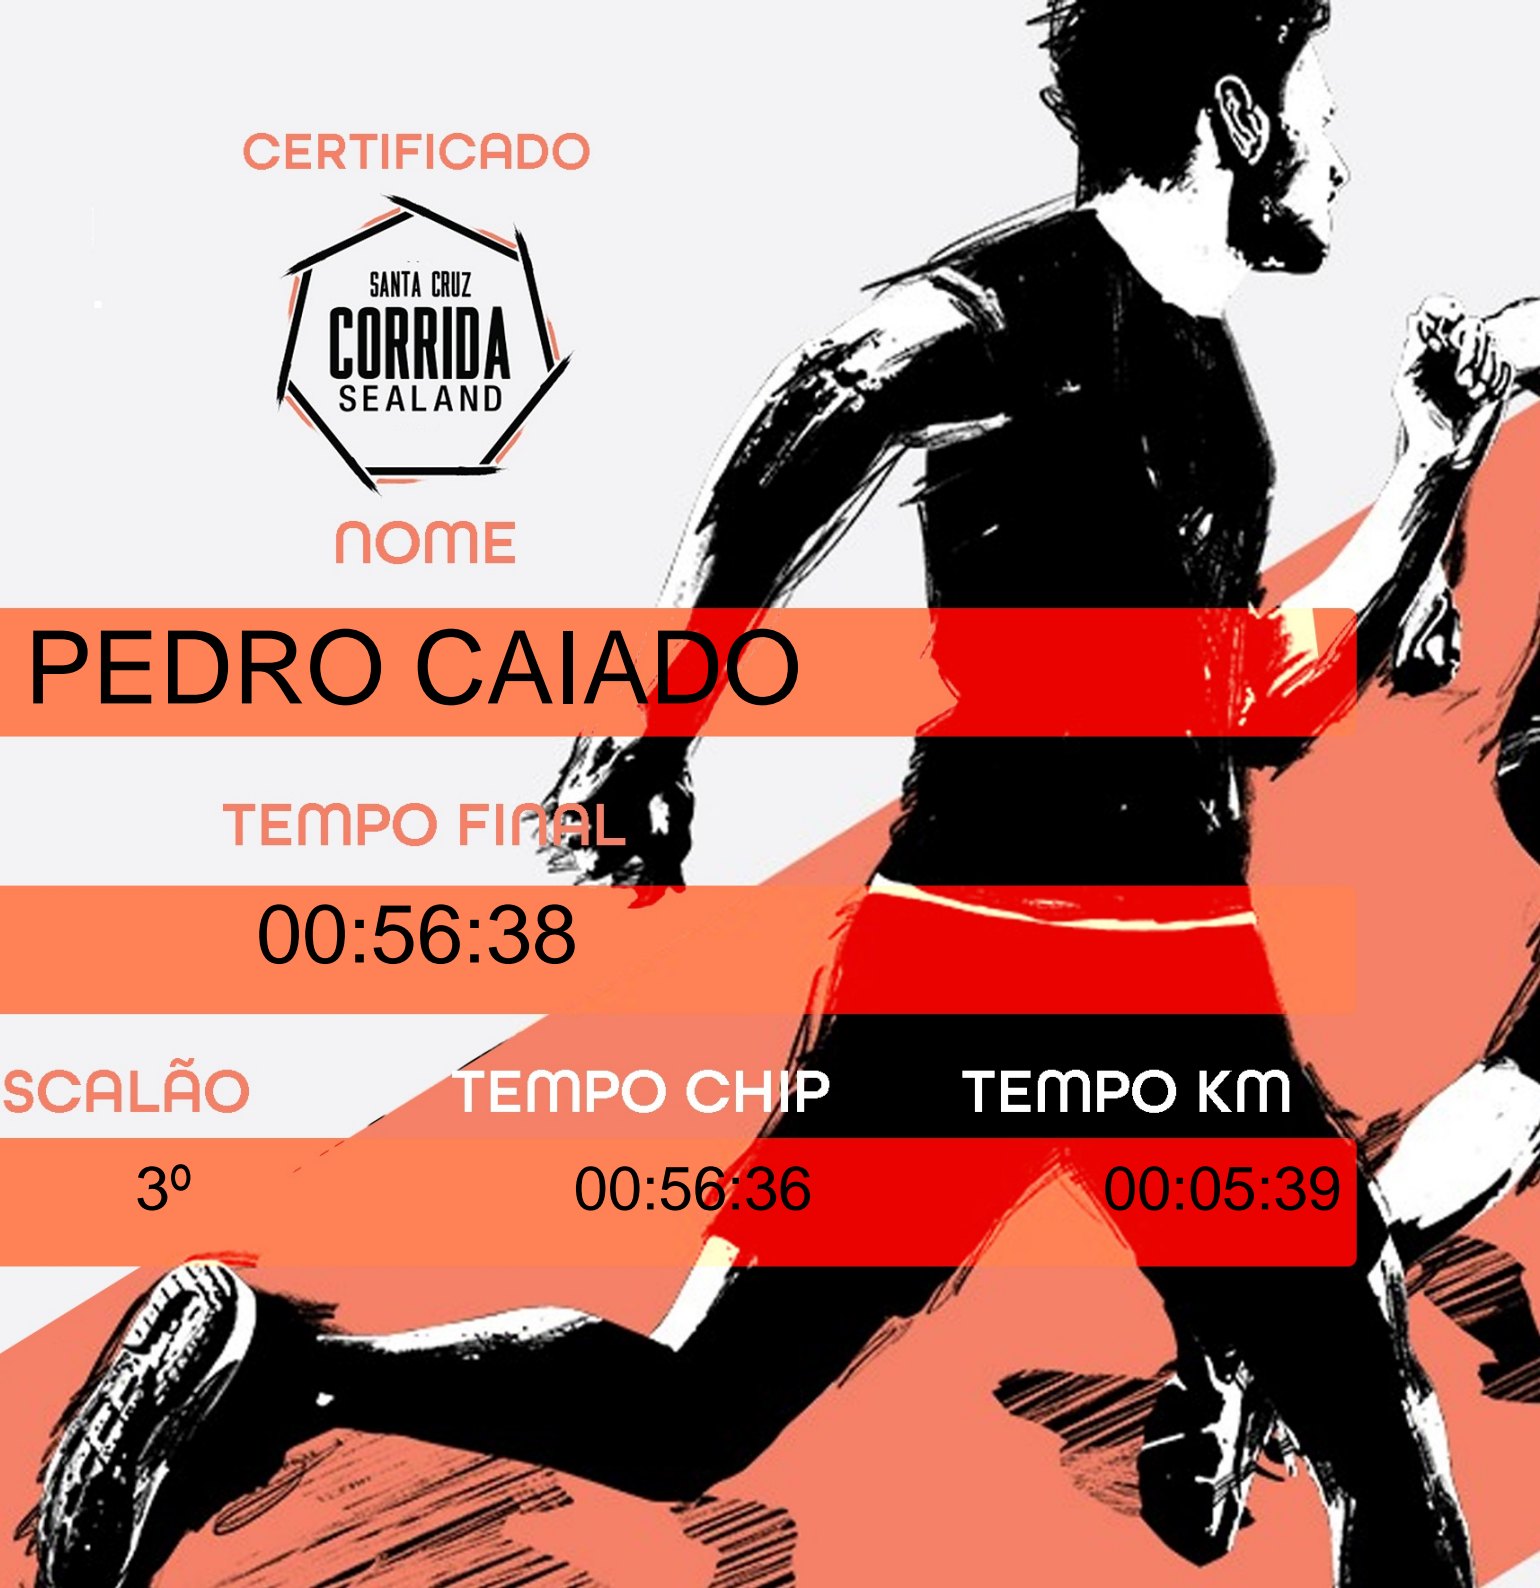 CERTIFICADO
SANTA CRUZ
CORRIDA
SEALAND
NOME
PEDRO CAIADO
TEMPO FINAL
00:56:38
SCALÃO TEMPO CHIP TEMPO KM
3º 00:56:36 00:05:39